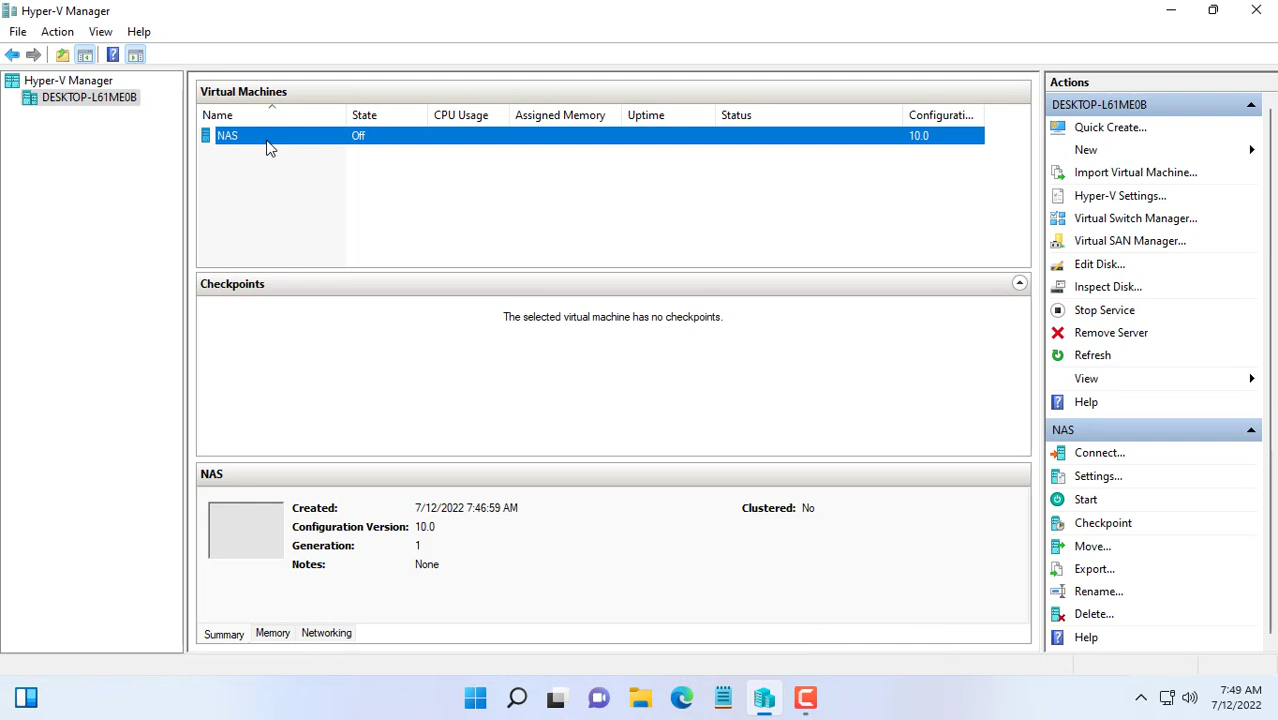 Hyper-V Manager
File Action View Help
Hyper-V Manager
DESKTOP-L61ME0B
Virtual Machines
Name State CPU Usage Assigned Memory Uptime Status Configurati...
NAS Off 10.0
Checkpoints
The selected virtual machine has no checkpoints.
NAS
Created: 7/12/2022 7:46:59 AM Clustered: No
Configuration Version: 10.0
Generation: 1
Notes: None
Summary Memory Networking
Actions
DESKTOP-L61ME0B
Quick Create...
New
Import Virtual Machine...
Hyper-V Settings...
Virtual Switch Manager...
Virtual SAN Manager...
Edit Disk...
Inspect Disk...
Stop Service
Remove Server
Refresh
View
Help
NAS
Connect...
Settings...
Start
Checkpoint
Move...
Export...
Rename...
Delete...
Help
7:49 AM
7/12/2022